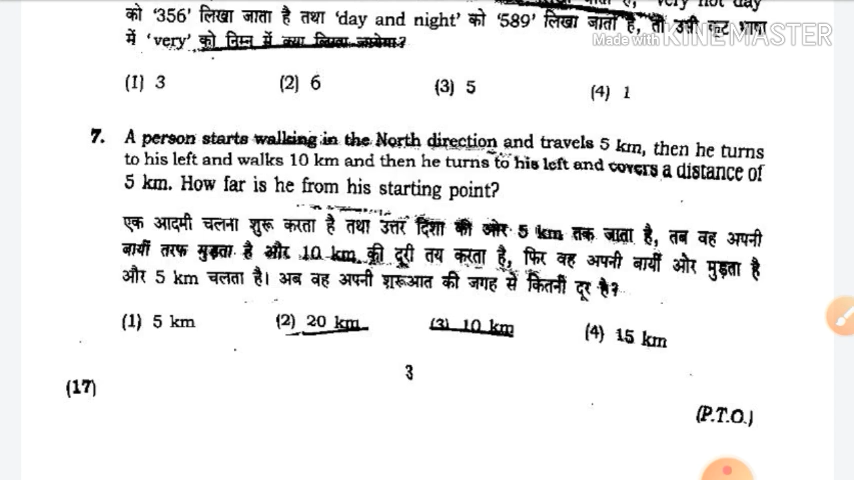 very hot day
को '356' लिखा जाता है तथा 'day and night' को '589' लिखा जाता है, तो उसी कूट भाषा
Made with KINEMASTER
में 'very' को निम्न में क्या लिखा जायेगा?
(1) 3 (2) 6 (3) 5 (4) 1
7. A person starts walking in the North direction and travels 5 km, then he turns
to his left and walks 10 km and then he turns to his left and covers a distance of
5 km. How far is he from his starting point?
एक आदमी चलना शुरू करता है तथा उत्तर दिशा की ओर 5 km तक जाता है, तब वह अपनी
बायीं तरफ मुड़ता है और 10 km की दूरी तय करता है, फिर वह अपनी बायीं ओर मुड़ता है
और 5 km चलता है। अब वह अपनी शुरूआत की जगह से कितनी दूर है?
(1) 5 km (2) 20 km (3) 10 km (4) 15 km
3
(17)
(P.T.O.)